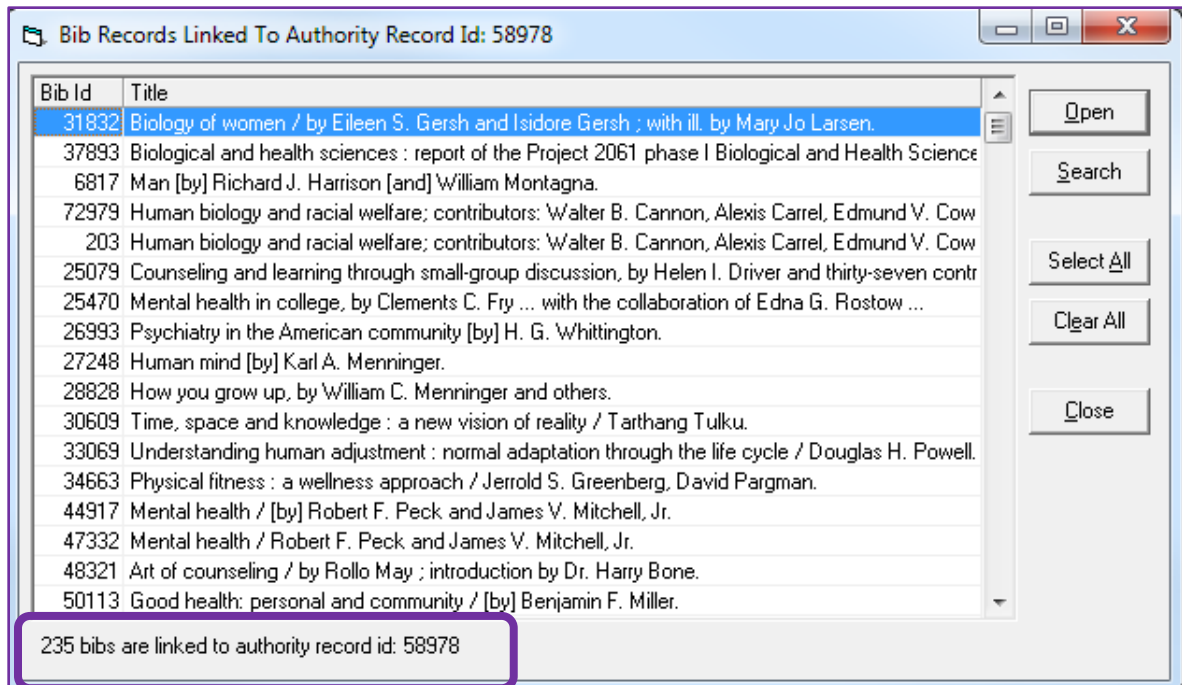 Bib Records Linked To Authority Record Id: 58978
Bib Id Title
31832 Biology of women / by Eileen S. Gersh and Isidore Gersh ; with ill. by Mary Jo Larsen.
37893 Biological and health sciences : report of the Project 2061 phase I Biological and Health Science
6817 Man [by] Richard J. Harrison [and] William Montagna.
72979 Human biology and racial welfare; contributors: Walter B. Cannon, Alexis Carrel, Edmund V. Cow
203 Human biology and racial welfare; contributors: Walter B. Cannon, Alexis Carrel, Edmund V. Cow
25079 Counseling and learning through small-group discussion, by Helen I. Driver and thirty-seven contr
25470 Mental health in college, by Clements C. Fry ... with the collaboration of Edna G. Rostow ...
26993 Psychiatry in the American community [by] H. G. Whittington.
27248 Human mind [by] Karl A. Menninger.
28828 How you grow up, by William C. Menninger and others.
30609 Time, space and knowledge : a new vision of reality / Tarthang Tulku.
33069 Understanding human adjustment : normal adaptation through the life cycle / Douglas H. Powell.
34663 Physical fitness : a wellness approach / Jerrold S. Greenberg, David Pargman.
44917 Mental health / [by] Robert F. Peck and James V. Mitchell, Jr.
47332 Mental health / Robert F. Peck and James V. Mitchell, Jr.
48321 Art of counseling / by Rollo May ; introduction by Dr. Harry Bone.
50113 Good health: personal and community / [by] Benjamin F. Miller.
Open
Search
Select All
Clear All
Close
235 bibs are linked to authority record id: 58978